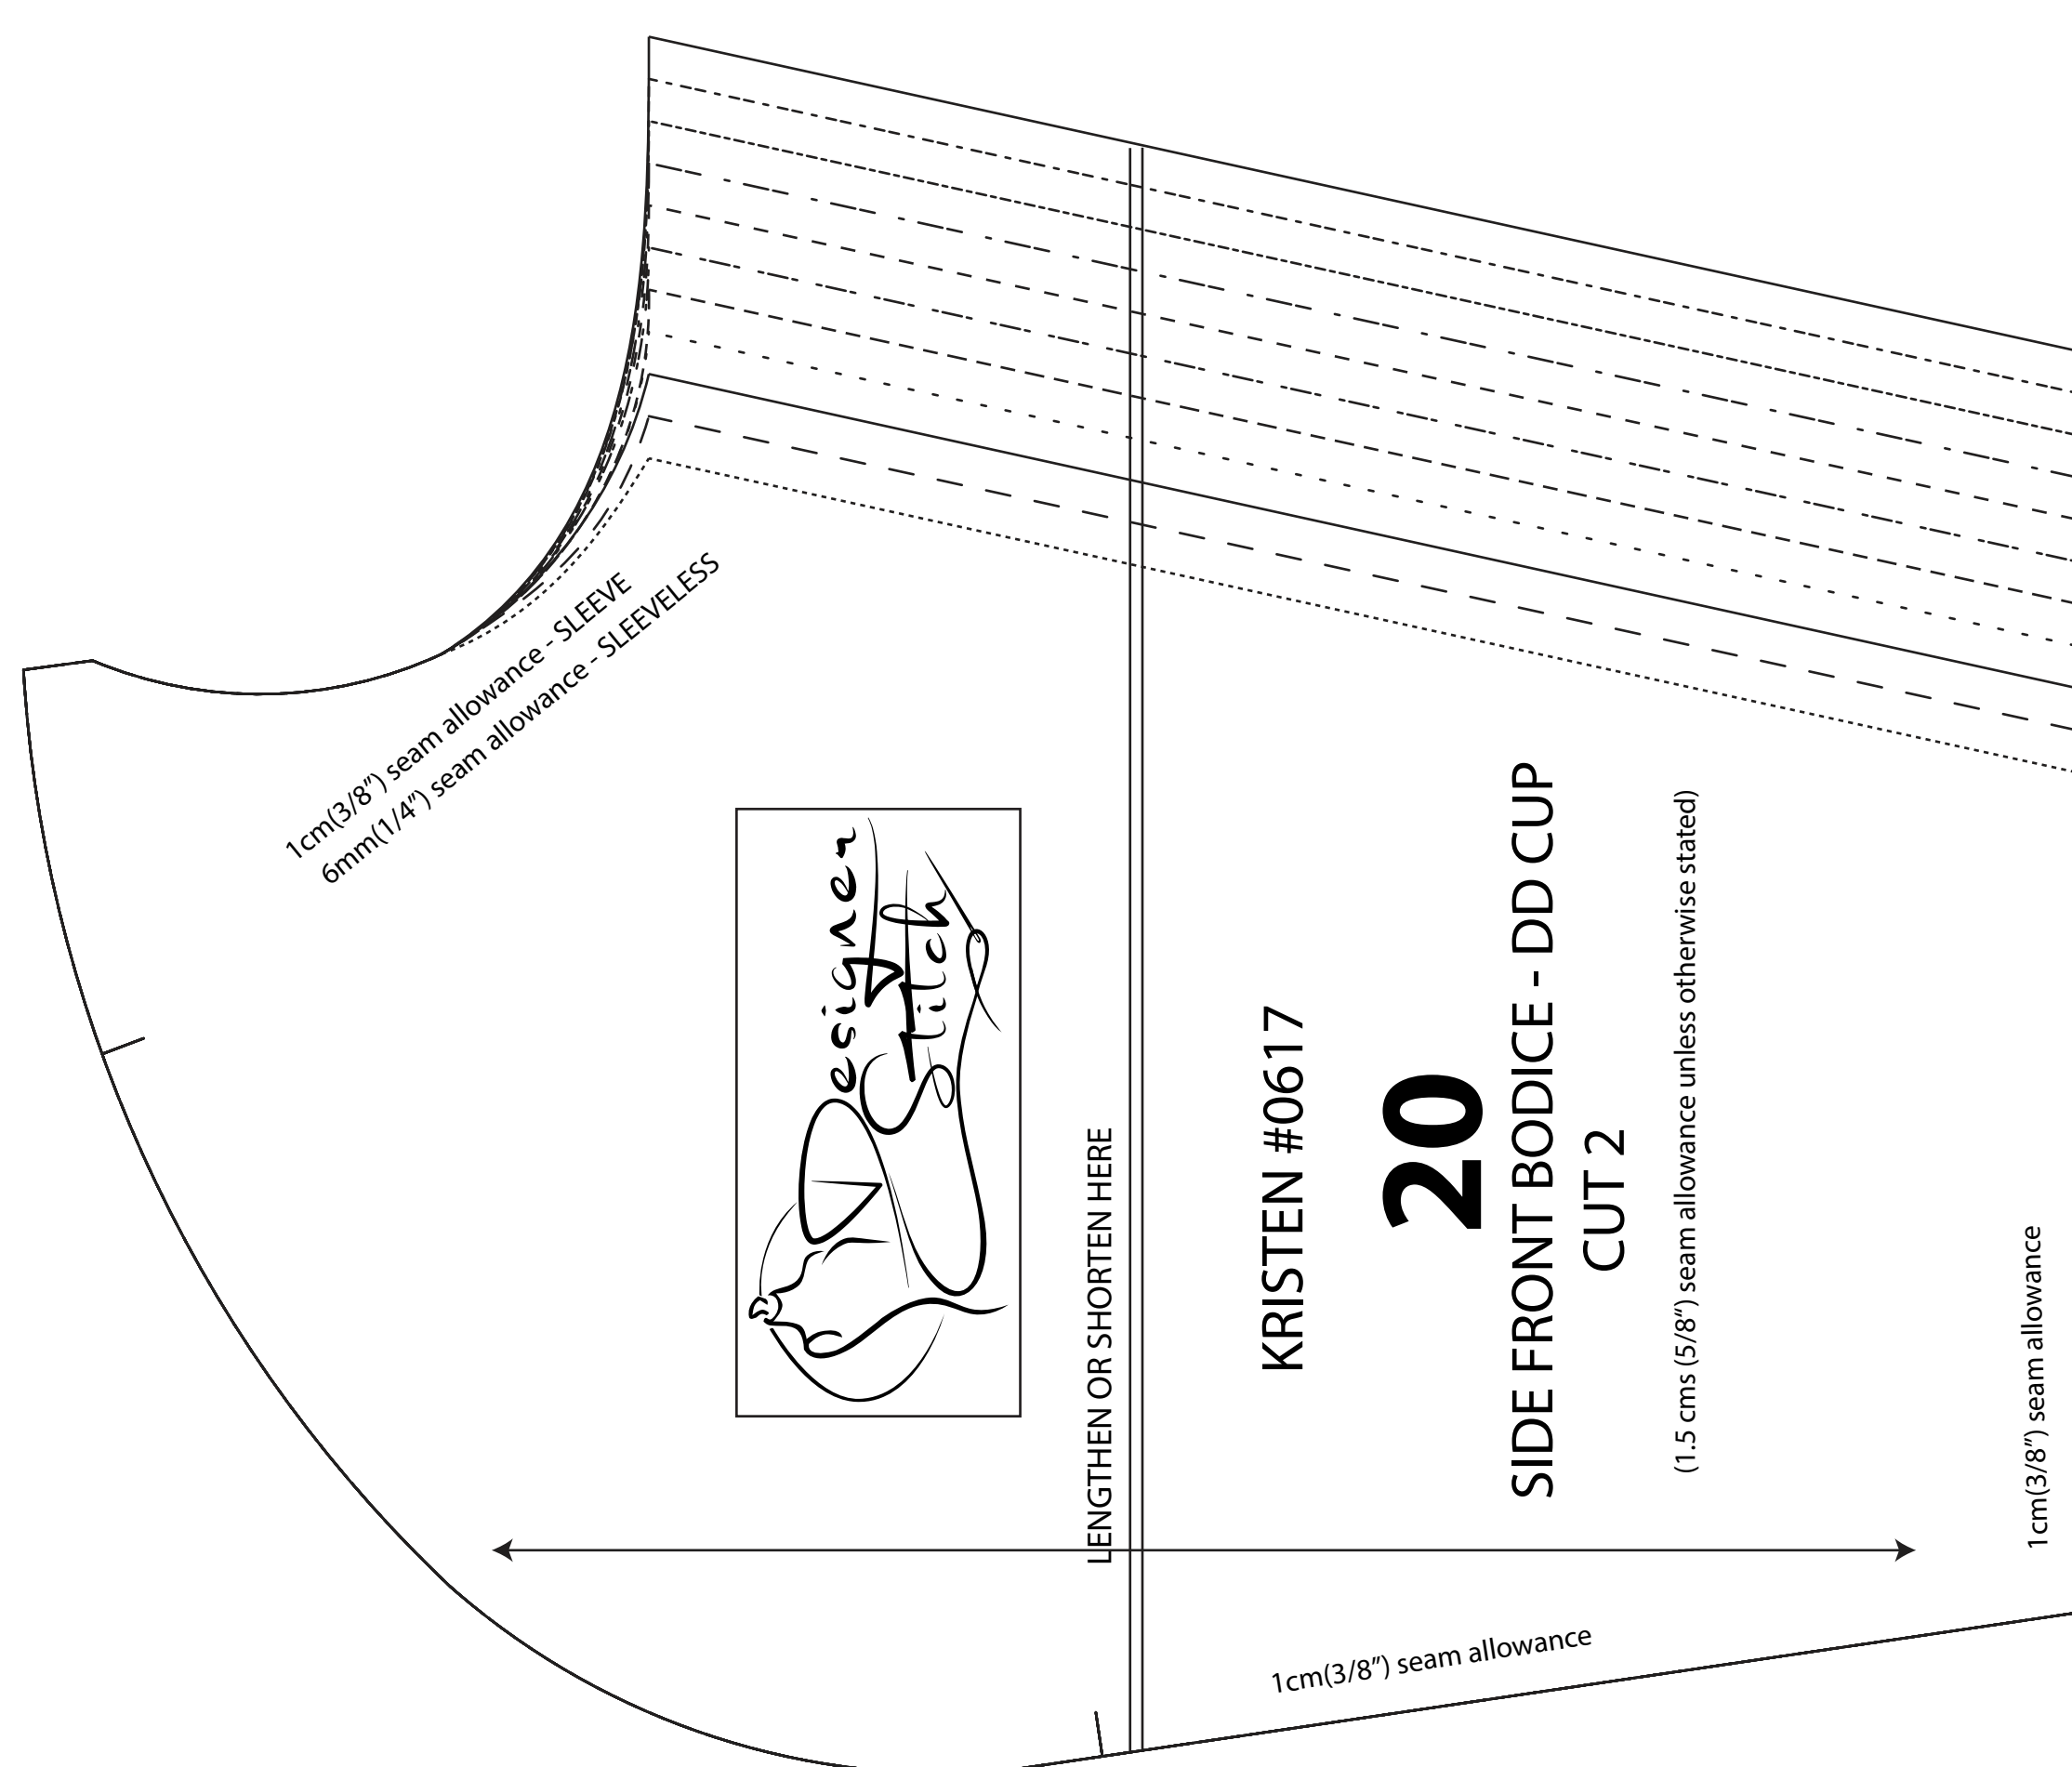 1cm(3/8") seam allowance - SLEEVE
6mm(1/4") seam allowance - SLEEVELESS
Designer
Stitch
LENGTHEN OR SHORTEN HERE
KRISTEN #0617
20
SIDE FRONT BODICE - DD CUP
CUT 2
(1.5 cms (5/8") seam allowance unless otherwise stated)
1cm(3/8") seam allowance
1cm(3/8") seam allowance